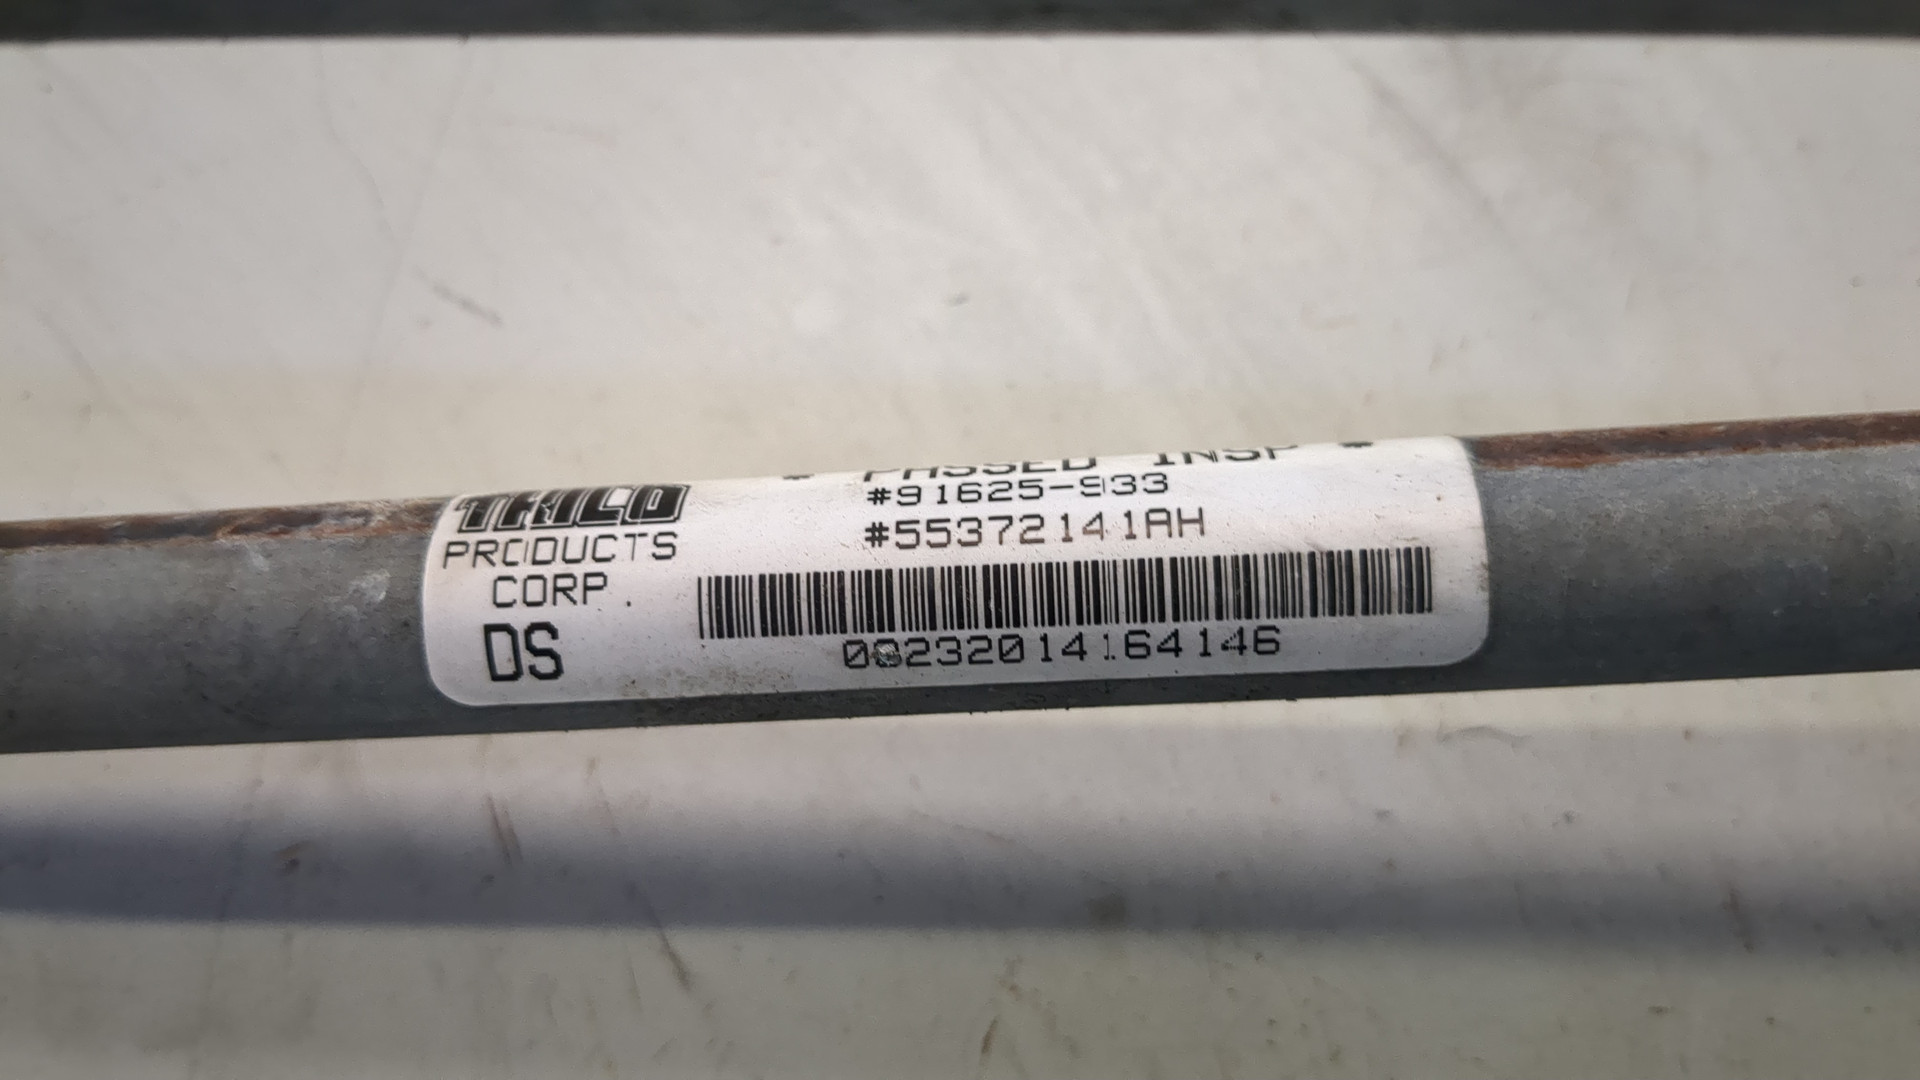 * PASSED INSP *
TRICO
#91625-933
PRODUCTS
#55372141AH
CORP.
DS
00232014164146